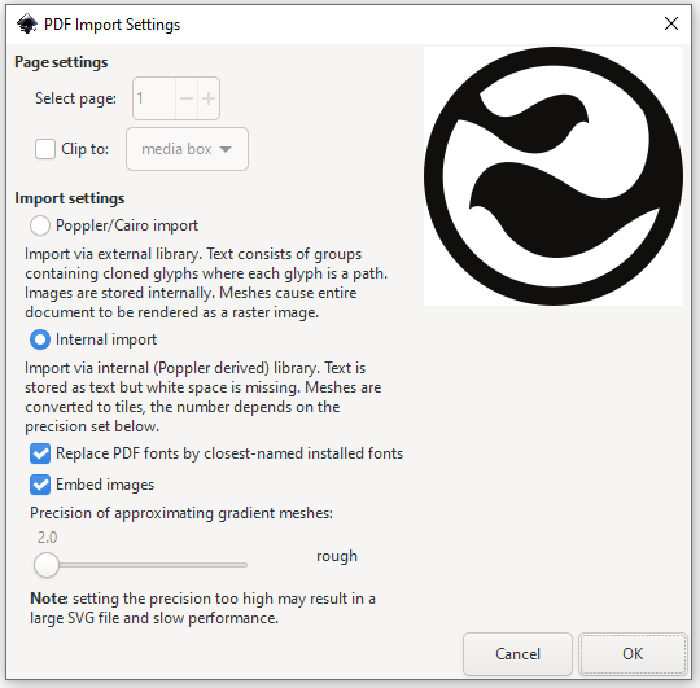 PDF Import Settings
Page settings
Select page: 1
Clip to: media box
Import settings
Poppler/Cairo import
Import via external library. Text consists of groups
containing cloned glyphs where each glyph is a path.
Images are stored internally. Meshes cause entire
document to be rendered as a raster image.
Internal import
Import via internal (Poppler derived) library. Text is
stored as text but white space is missing. Meshes are
converted to tiles, the number depends on the
precision set below.
Replace PDF fonts by closest-named installed fonts
Embed images
Precision of approximating gradient meshes:
2.0
rough
Note: setting the precision too high may result in a
large SVG file and slow performance.
Cancel OK